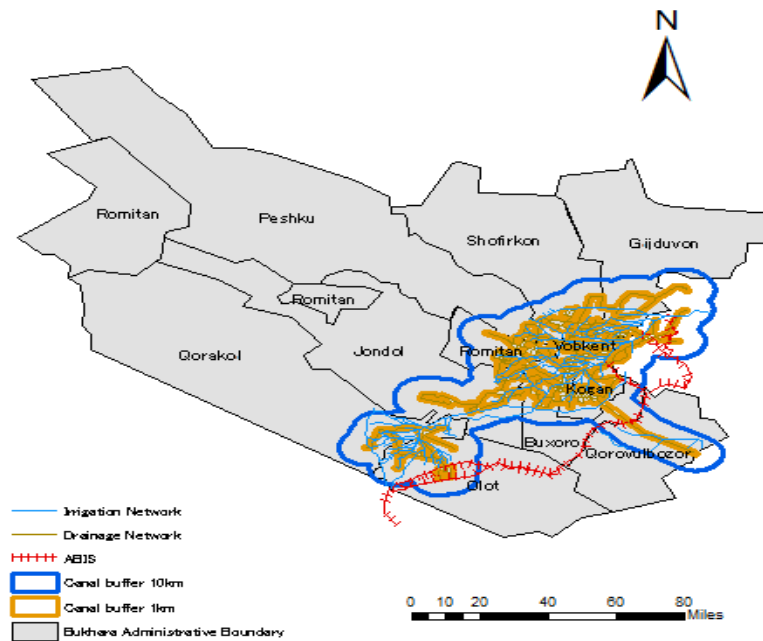 N
Romitan
Peshku
Shofirkon
Gijduvon
Romitan
Qorakol
Jondol
Romitan
Vobkent
Kogan
Buxoro
Qorovulbozor
Olot
Irrigation Network
Drainage Network
ABIS
Canal buffer 10km
Canal buffer 1km
Bukhara Administrative Boundary
0 10 20 40 60 80
Miles